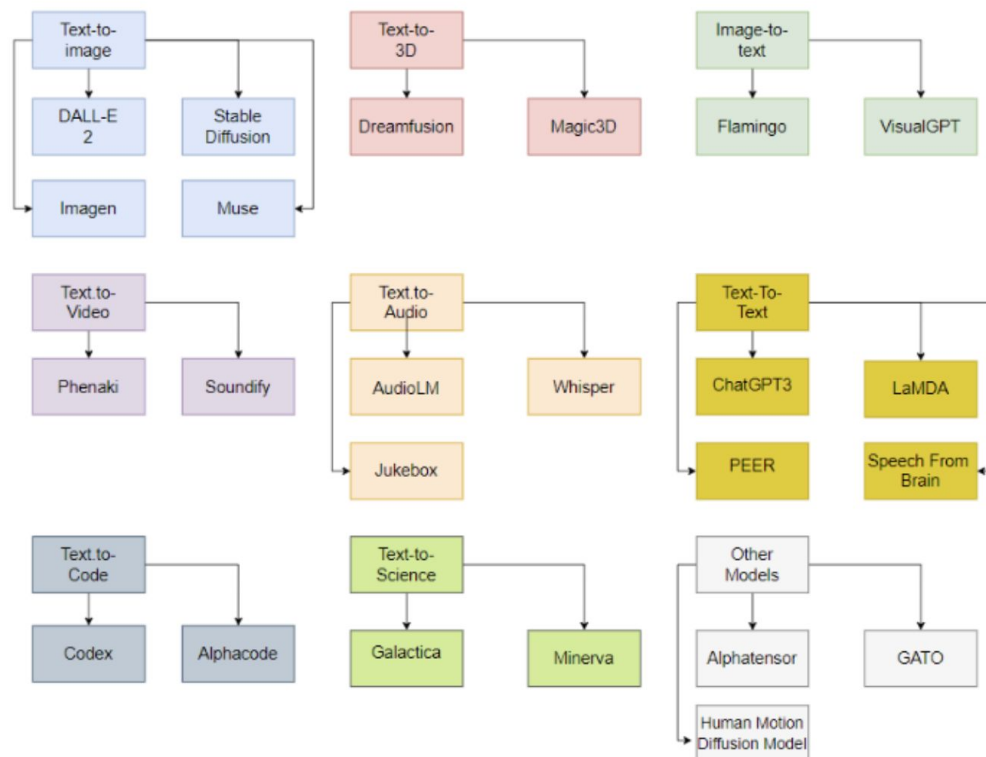 Text-to-
image
Text-to-
3D
Image-to-
text
DALL-E
2
Stable
Diffusion
Dreamfusion
Magic3D
Flamingo
VisualGPT
Imagen
Muse
Text.to-
Video
Text.to-
Audio
Text-To-
Text
Phenaki
Soundify
AudioLM
Whisper
ChatGPT3
LaMDA
Jukebox
PEER
Speech From
Brain
Text.to-
Code
Text-to-
Science
Other
Models
Codex
Alphacode
Galactica
Minerva
Alphatensor
GATO
Human Motion
Diffusion Model